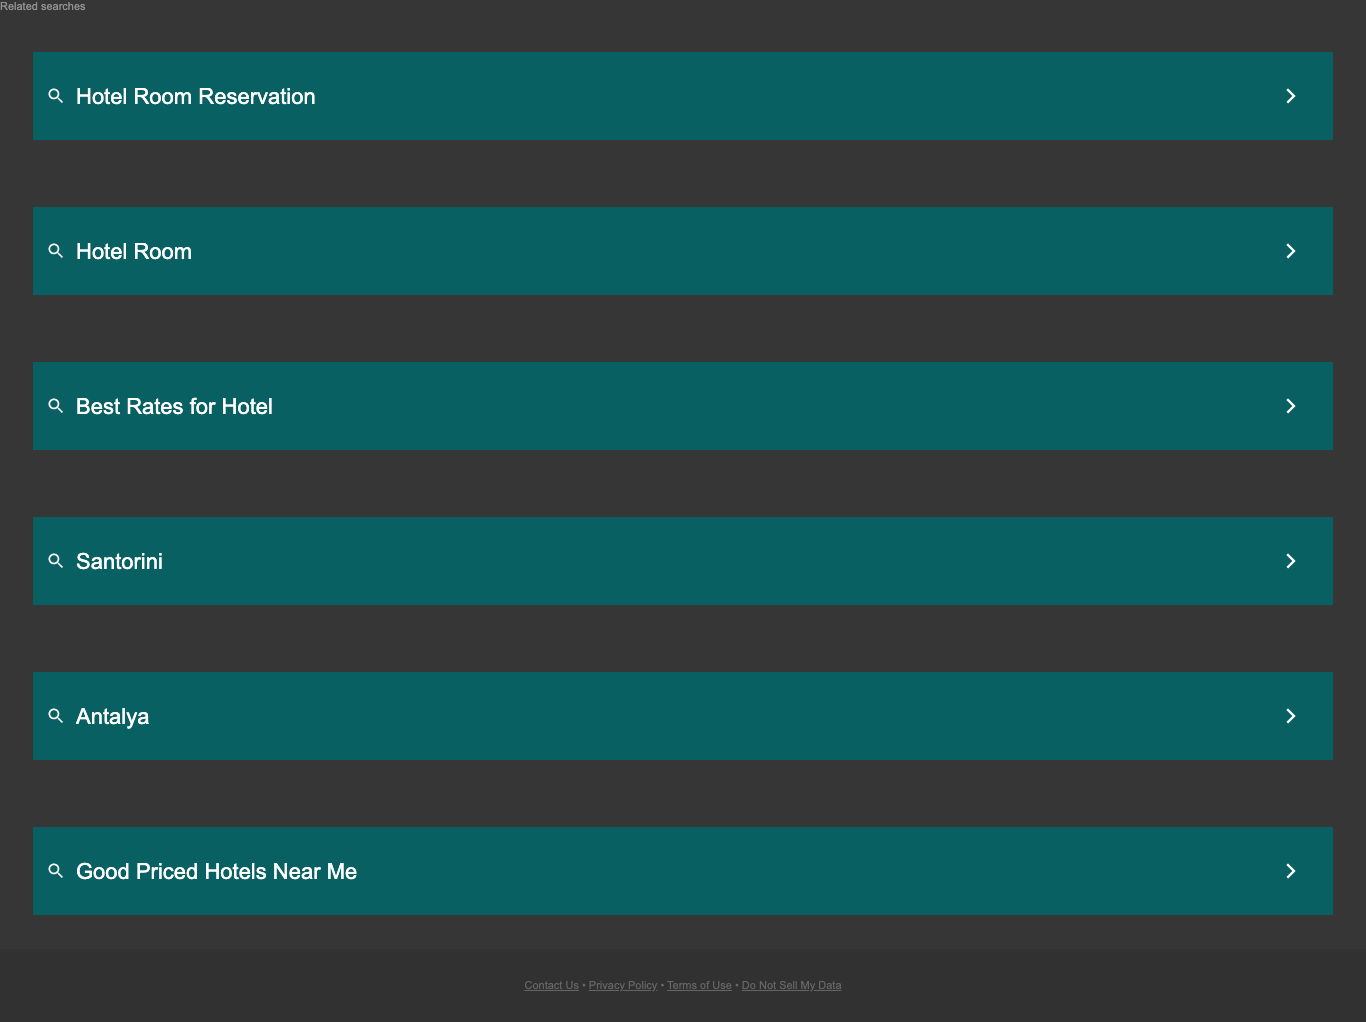 Related searches
Hotel Room Reservation
Hotel Room
Best Rates for Hotel
Santorini
Antalya
Good Priced Hotels Near Me
Contact Us • Privacy Policy • Terms of Use • Do Not Sell My Data